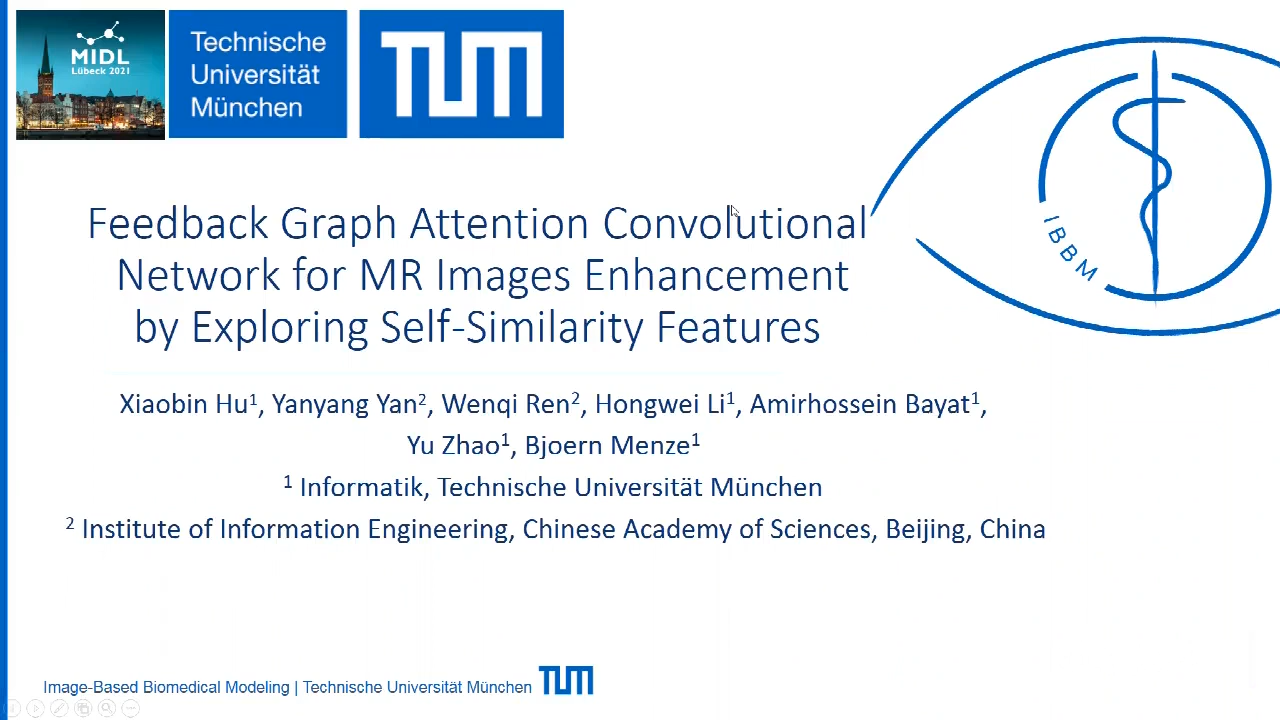 MIDL
Lübeck 2021
Technische
Universität
München
TUM
IBBM
Feedback Graph Attention Convolutional
Network for MR Images Enhancement
by Exploring Self-Similarity Features
Xiaobin Hu¹, Yanyang Yan², Wenqi Ren², Hongwei Li¹, Amirhossein Bayat¹,
Yu Zhao¹, Bjoern Menze¹
¹ Informatik, Technische Universität München
² Institute of Information Engineering, Chinese Academy of Sciences, Beijing, China
Image-Based Biomedical Modeling | Technische Universität München TUM